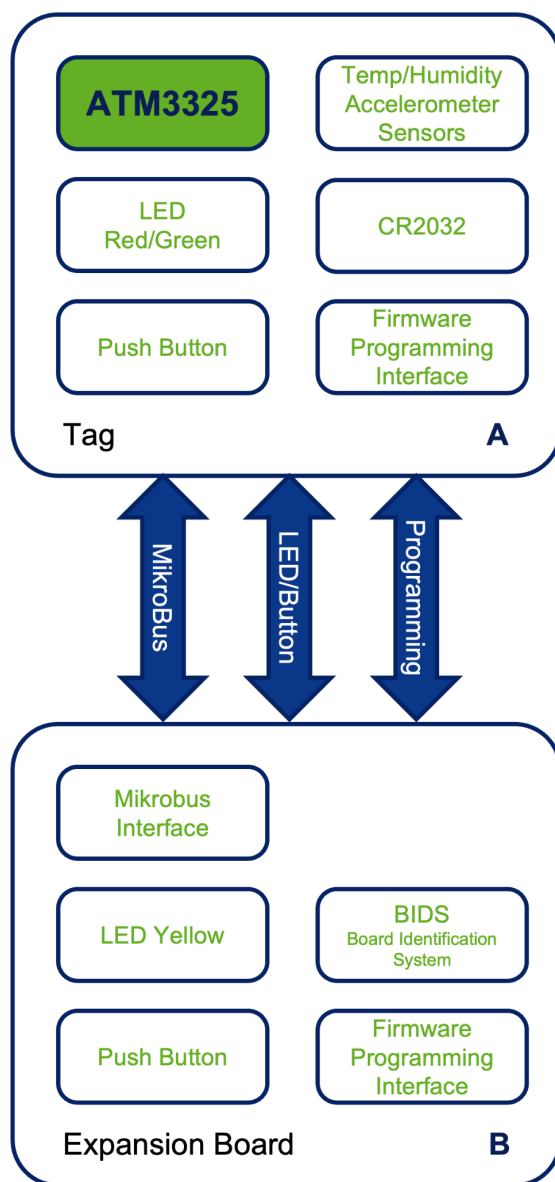 ATM3325
Temp/Humidity
Accelerometer
Sensors
LED
Red/Green
CR2032
Push Button
Firmware
Programming
Interface
Tag
A
MikroBus
LED/Button
Programming
Mikrobus
Interface
LED Yellow
BIDS
Board Identification
System
Push Button
Firmware
Programming
Interface
Expansion Board
B